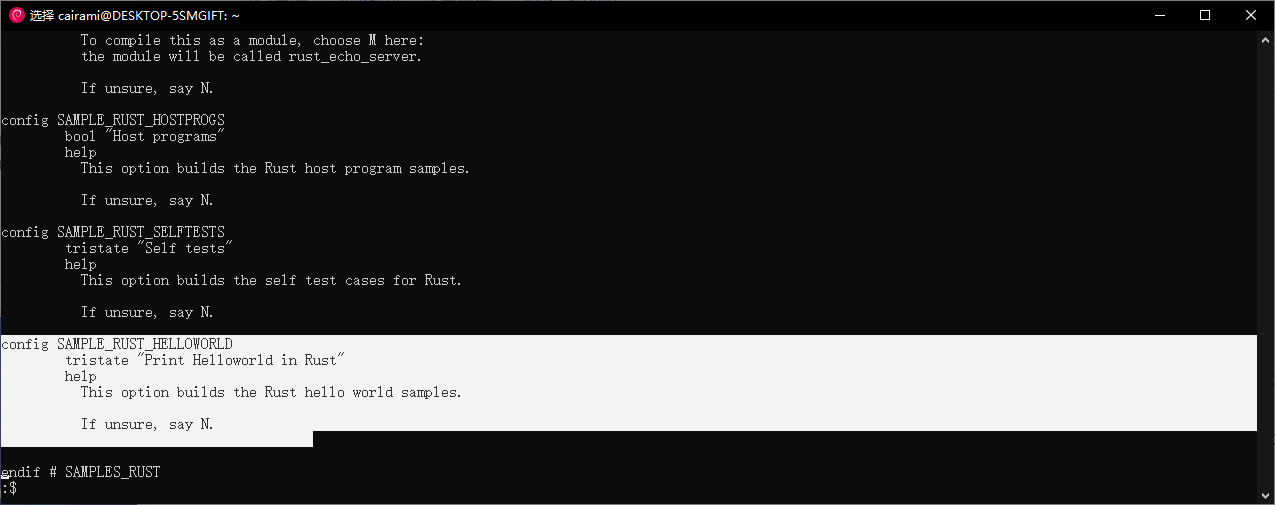 选择 cairami@DESKTOP-5SMGIFT: ~
To compile this as a module, choose M here:
the module will be called rust_echo_server.
If unsure, say N.
config SAMPLE_RUST_HOSTPROGS
bool "Host programs"
help
This option builds the Rust host program samples.
If unsure, say N.
config SAMPLE_RUST_SELFTESTS
tristate "Self tests"
help
This option builds the self test cases for Rust.
If unsure, say N.
config SAMPLE_RUST_HELLOWORLD
tristate "Print Helloworld in Rust"
help
This option builds the Rust hello world samples.
If unsure, say N.
endif # SAMPLES_RUST
:$